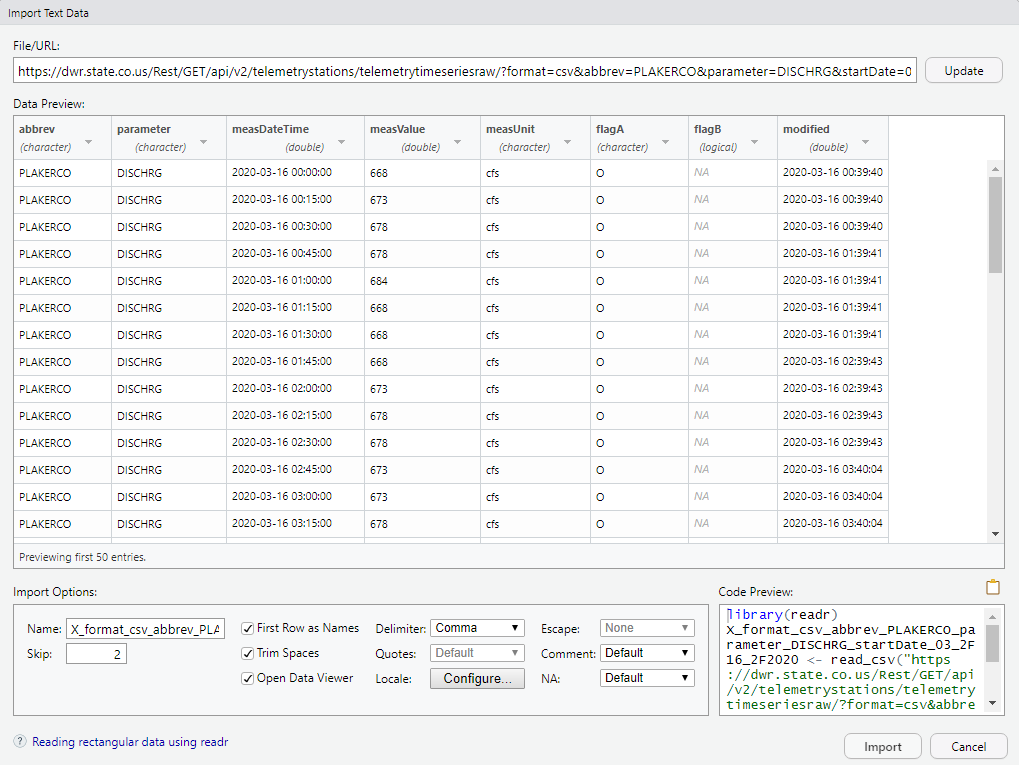 Import Text Data
File/URL:
https://dwr.state.co.us/Rest/GET/api/v2/telemetrystations/telemetrytimeseriesraw/?format=csv&abbrev=PLAKERCO&parameter=DISCHRG&startDate=0
Update
Data Preview:
abbrev parameter measDateTime measValue measUnit flagA flagB modified
(character) (character) (double) (double) (character) (character) (logical) (double)
PLAKERCO DISCHRG 2020-03-16 00:00:00 668 cfs O NA 2020-03-16 00:39:40
PLAKERCO DISCHRG 2020-03-16 00:15:00 673 cfs O NA 2020-03-16 00:39:40
PLAKERCO DISCHRG 2020-03-16 00:30:00 678 cfs O NA 2020-03-16 00:39:40
PLAKERCO DISCHRG 2020-03-16 00:45:00 678 cfs O NA 2020-03-16 01:39:41
PLAKERCO DISCHRG 2020-03-16 01:00:00 684 cfs O NA 2020-03-16 01:39:41
PLAKERCO DISCHRG 2020-03-16 01:15:00 668 cfs O NA 2020-03-16 01:39:41
PLAKERCO DISCHRG 2020-03-16 01:30:00 668 cfs O NA 2020-03-16 01:39:41
PLAKERCO DISCHRG 2020-03-16 01:45:00 668 cfs O NA 2020-03-16 02:39:43
PLAKERCO DISCHRG 2020-03-16 02:00:00 673 cfs O NA 2020-03-16 02:39:43
PLAKERCO DISCHRG 2020-03-16 02:15:00 678 cfs O NA 2020-03-16 02:39:43
PLAKERCO DISCHRG 2020-03-16 02:30:00 678 cfs O NA 2020-03-16 02:39:43
PLAKERCO DISCHRG 2020-03-16 02:45:00 673 cfs O NA 2020-03-16 03:40:04
PLAKERCO DISCHRG 2020-03-16 03:00:00 673 cfs O NA 2020-03-16 03:40:04
PLAKERCO DISCHRG 2020-03-16 03:15:00 678 cfs O NA 2020-03-16 03:40:04
Previewing first 50 entries.
Import Options:
Name: X_format_csv_abbrev_PLA
Skip: 2
First Row as Names
Trim Spaces
Open Data Viewer
Delimiter: Comma
Quotes: Default
Locale: Configure...
Escape: None
Comment: Default
NA: Default
Code Preview:
library(readr)
X_format_csv_abbrev_PLAKERCO_pa
rameter_DISCHRG_startDate_03_2F
16_2F2020 <- read_csv("https
://dwr.state.co.us/Rest/GET/api
/v2/telemetrystations/telemetry
timeseriesraw/?format=csv&abbre
? Reading rectangular data using readr
Import
Cancel